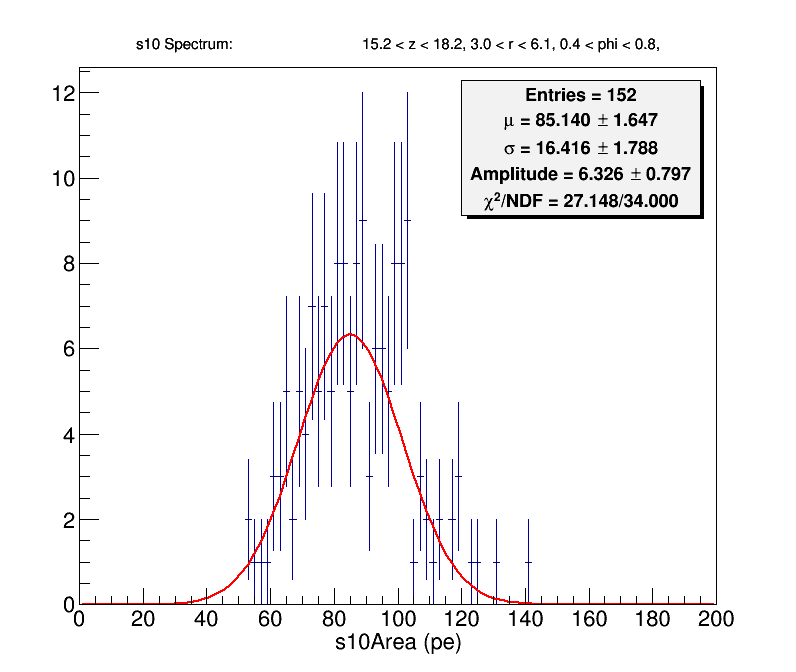 s10 Spectrum: 15.2 < z < 18.2, 3.0 < r < 6.1, 0.4 < phi < 0.8,
Entries = 152
μ = 85.140 ± 1.647
σ = 16.416 ± 1.788
Amplitude = 6.326 ± 0.797
χ²/NDF = 27.148/34.000
12
10
8
6
4
2
0
0 20 40 60 80 100 120 140 160 180 200
s10Area (pe)